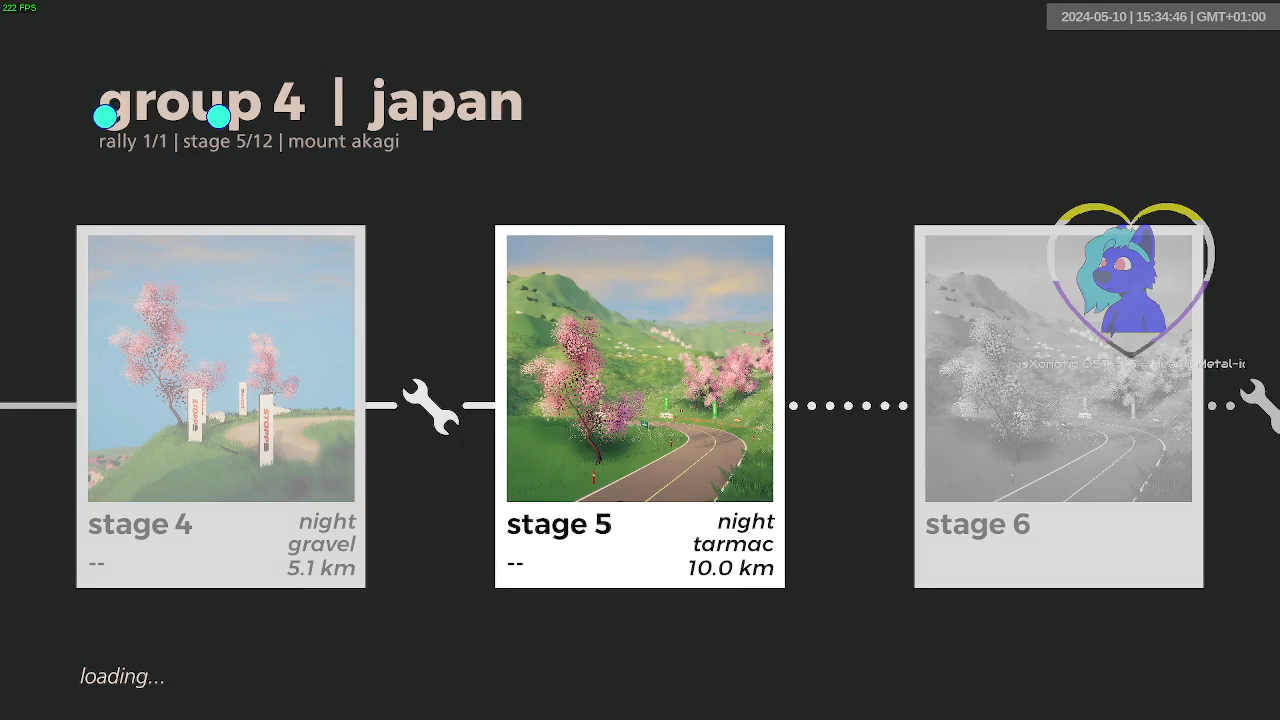 222 FPS
2024-05-10 | 15:34:46 | GMT+01:00
group 4 | japan
rally 1/1 | stage 5/12 | mount akagi
stage 4
night
gravel
5.1 km
--
stage 5
night
tarmac
10.0 km
--
stage 6
Xonotic OST
loading...